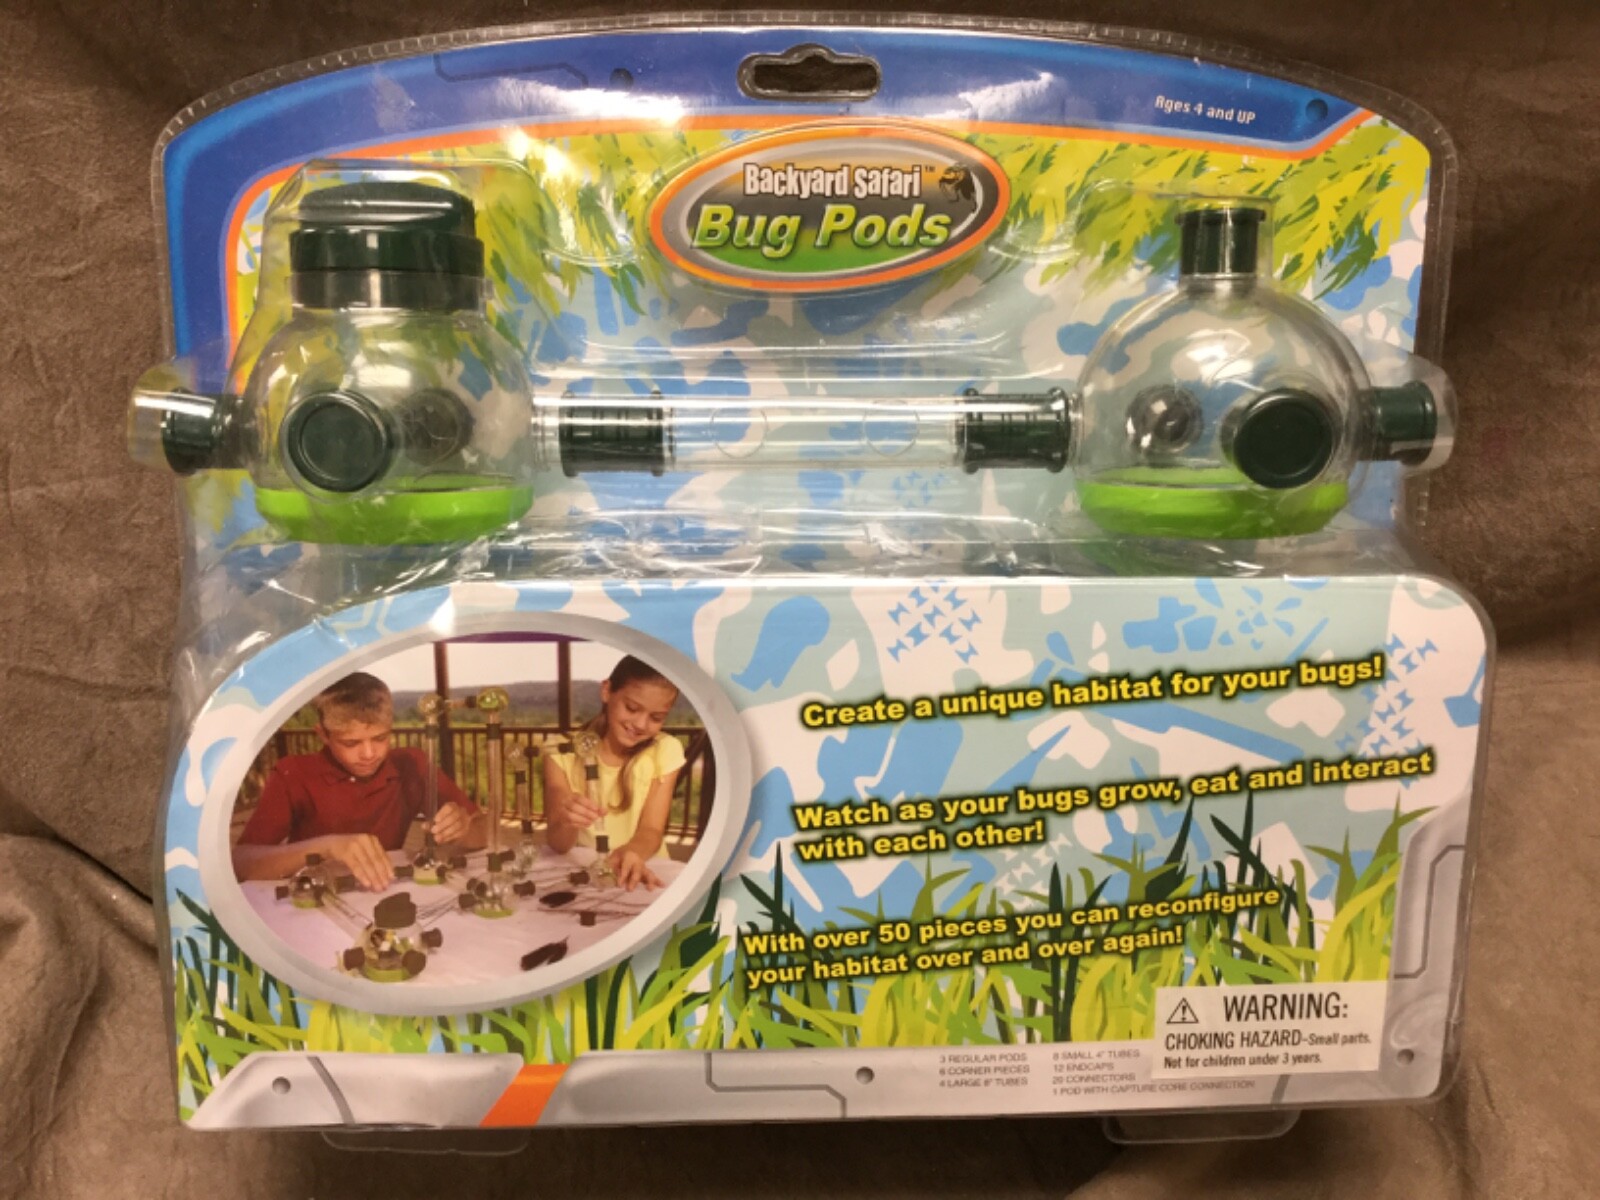 Ages 4 and UP
Backyard Safari™
Bug Pods
Create a unique habitat for your bugs!
Watch as your bugs grow, eat and interact
with each other!
With over 50 pieces you can reconfigure
your habitat over and over again!
WARNING:
CHOKING HAZARD-Small parts.
Not for children under 3 years.
3 REGULAR PODS
6 CORNER PIECES
4 LARGE 8" TUBES
8 SMALL 4" TUBES
12 ENDCAPS
20 CONNECTORS
1 POD WITH CAPTURE CORE CONNECTION